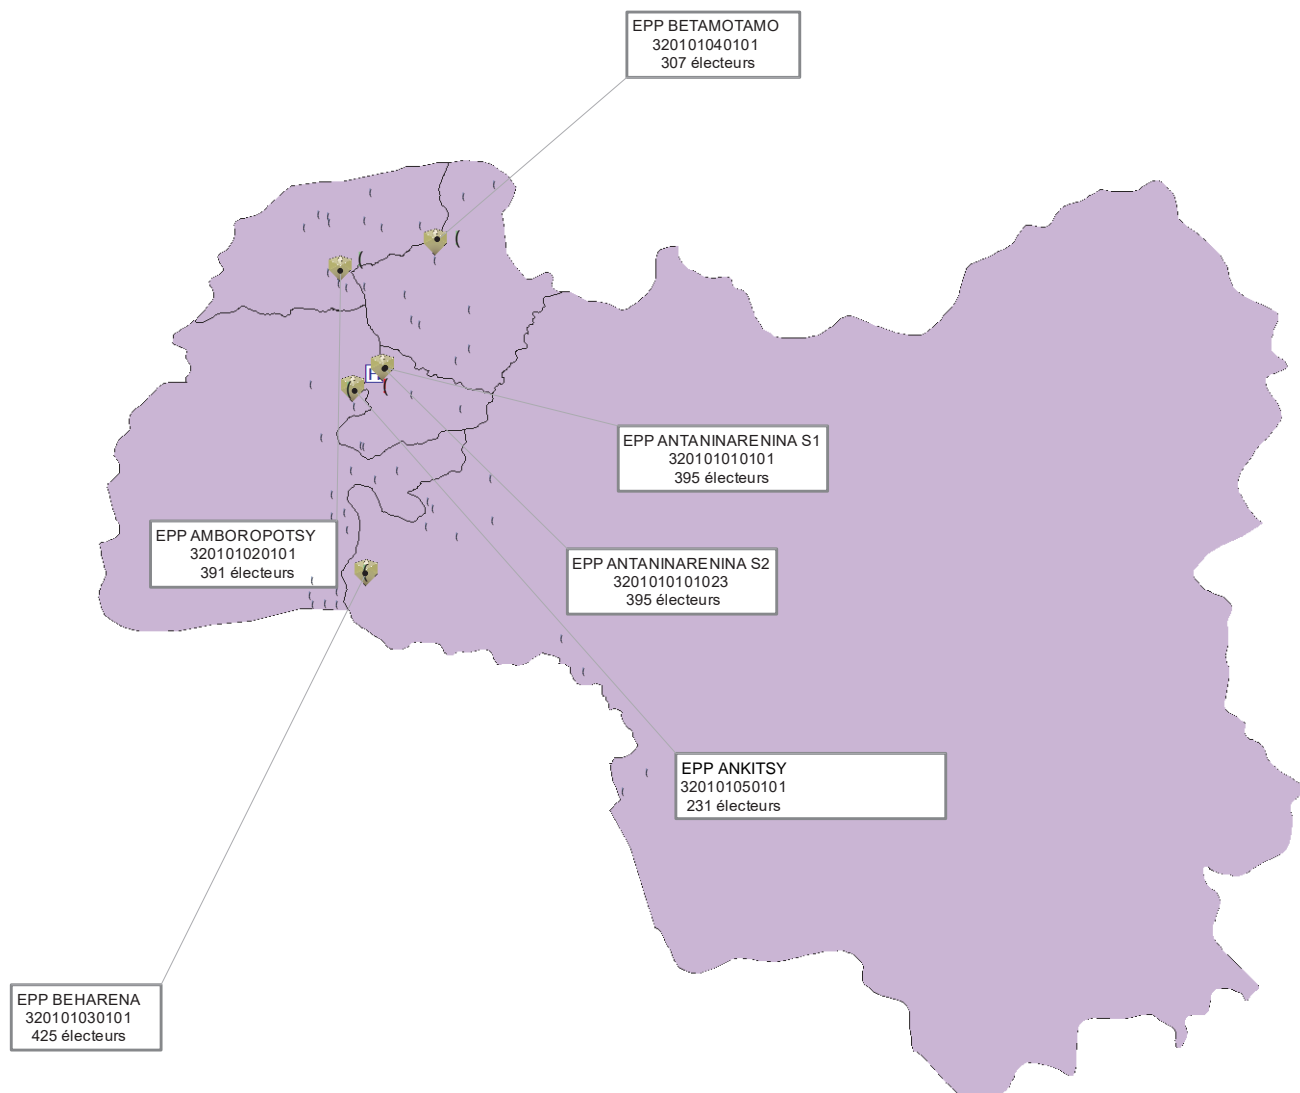 EPP BETAMOTAMO
320101040101
307 électeurs
EPP ANTANINARENINA S1
320101010101
395 électeurs
EPP AMBOROPOTSY
320101020101
391 électeurs
EPP ANTANINARENINA S2
3201010101023
395 électeurs
EPP ANKITSY
320101050101
231 électeurs
EPP BEHARENA
320101030101
425 électeurs